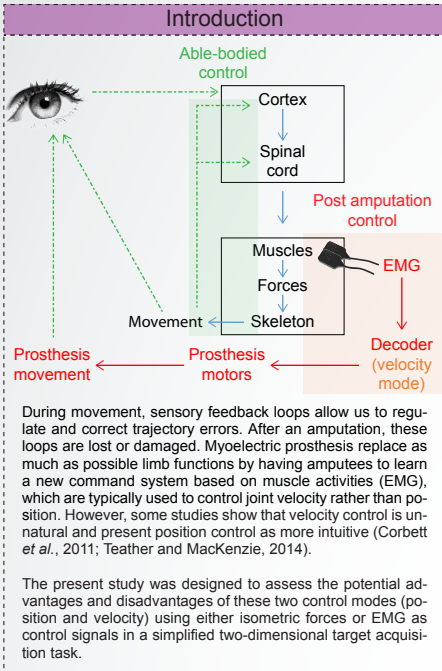 Introduction
Able-bodied
control
Cortex
Spinal
cord
Post amputation
control
Muscles
EMG
Forces
Movement
Skeleton
Decoder
(velocity
mode)
Prosthesis
movement
Prosthesis
motors
During movement, sensory feedback loops allow us to regu-
late and correct trajectory errors. After an amputation, these
loops are lost or damaged. Myoelectric prosthesis replace as
much as possible limb functions by having amputees to learn
a new command system based on muscle activities (EMG),
which are typically used to control joint velocity rather than po-
sition. However, some studies show that velocity control is un-
natural and present position control as more intuitive (Corbett
et al., 2011; Teather and MacKenzie, 2014).
The present study was designed to assess the potential ad-
vantages and disadvantages of these two control modes (po-
sition and velocity) using either isometric forces or EMG as
control signals in a simplified two-dimensional target acquisi-
tion task.